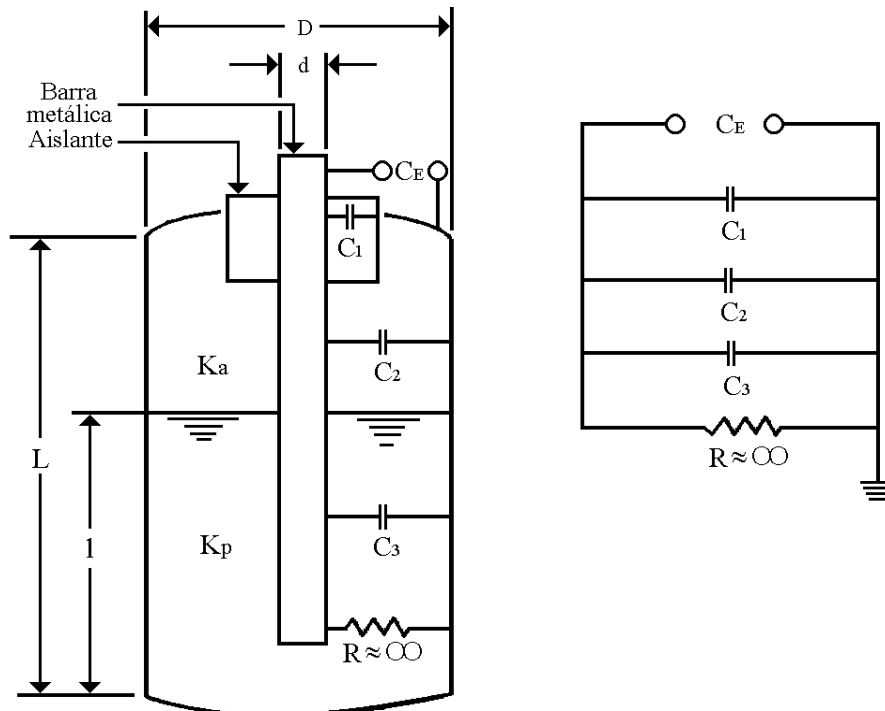 D
d
Barra
metálica
Aislante
CE
C1
Ka
C2
L
1
Kp
C3
R ≈ ∞
CE
C1
C2
C3
R ≈ ∞